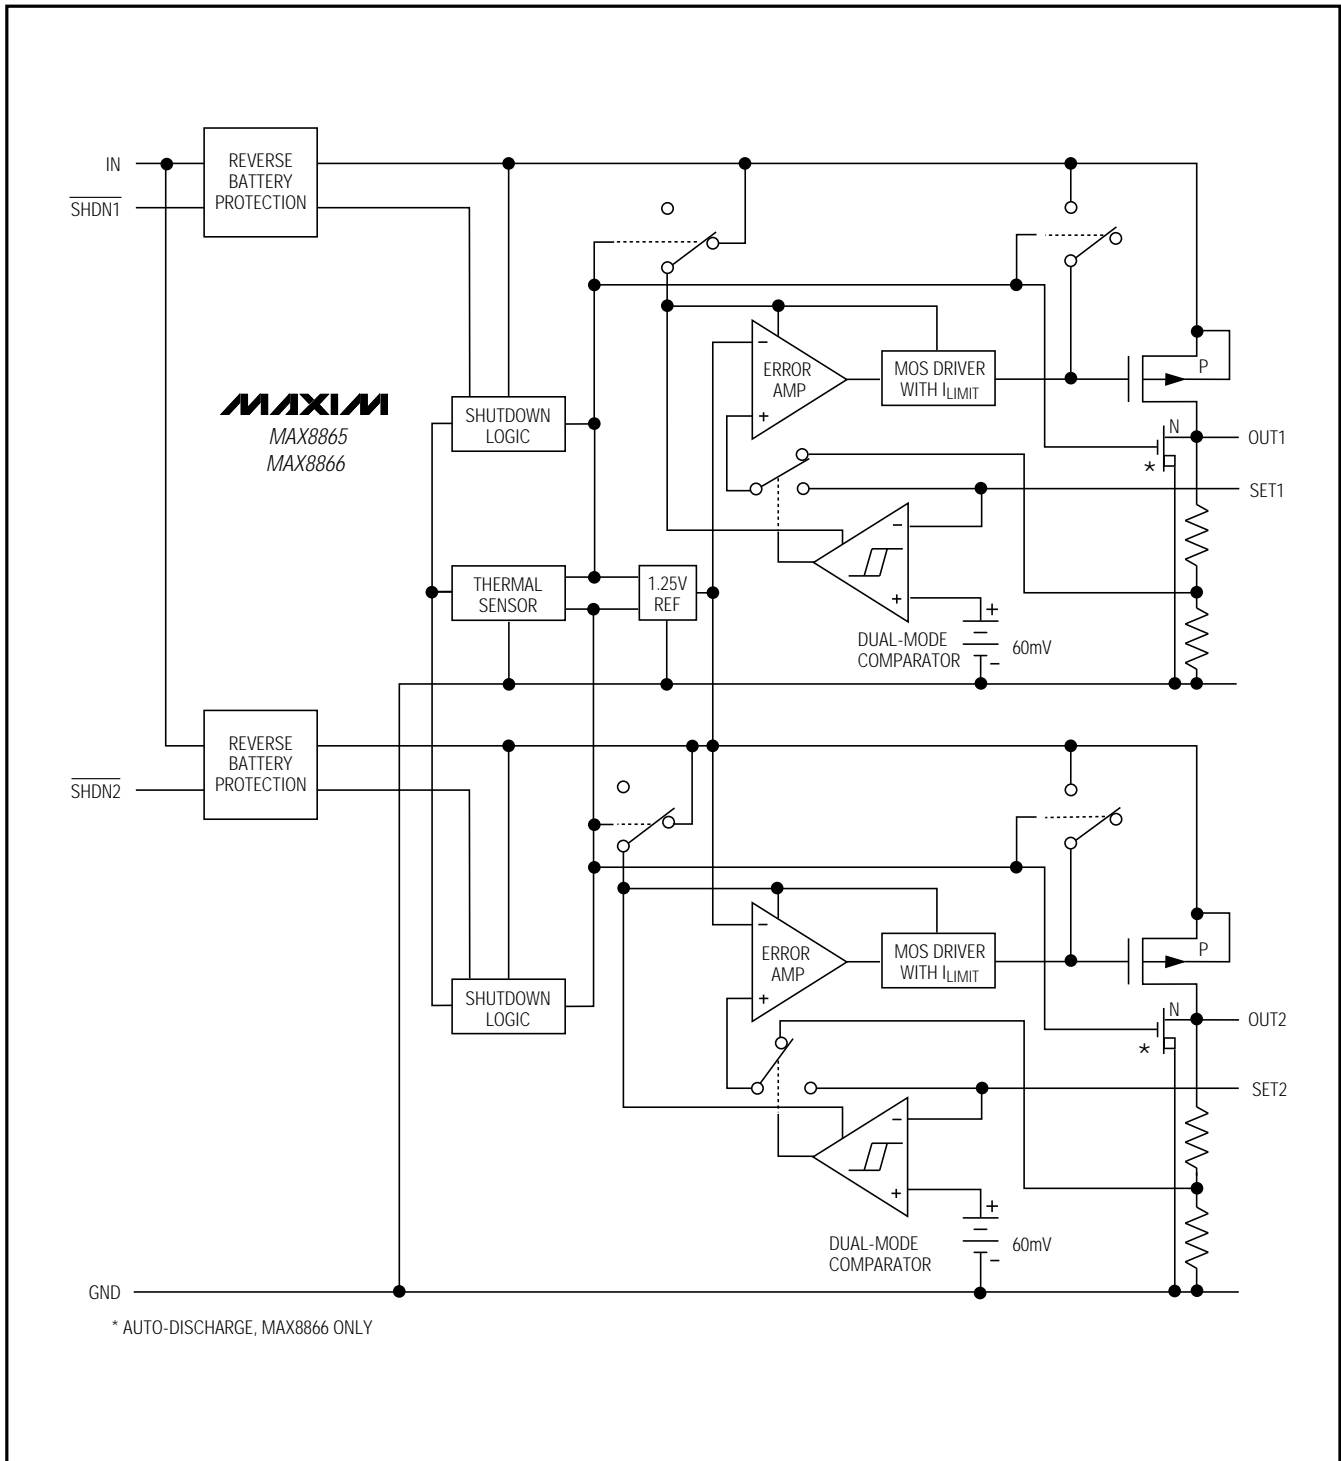 IN
SHDN1
REVERSE
BATTERY
PROTECTION
MAXIM
MAX8865
MAX8866
SHUTDOWN
LOGIC
THERMAL
SENSOR
1.25V
REF
−
+
ERROR
AMP
MOS DRIVER
WITH ILIMIT
P
N
*
OUT1
SET1
−
+
DUAL-MODE
COMPARATOR
+
−
60mV
SHDN2
REVERSE
BATTERY
PROTECTION
SHUTDOWN
LOGIC
−
+
ERROR
AMP
MOS DRIVER
WITH ILIMIT
P
N
*
OUT2
SET2
−
+
DUAL-MODE
COMPARATOR
+
−
60mV
GND
* AUTO-DISCHARGE, MAX8866 ONLY